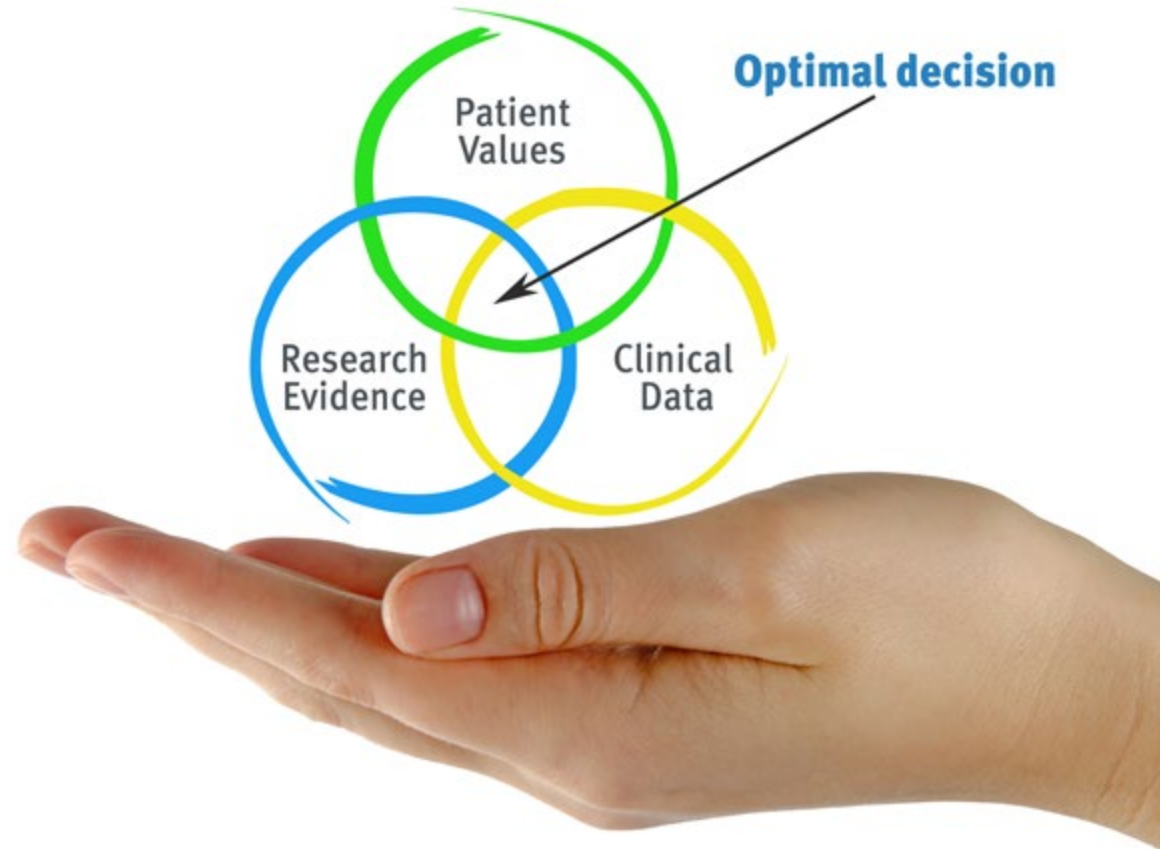 Optimal decision
Patient
Values
Research
Evidence
Clinical
Data